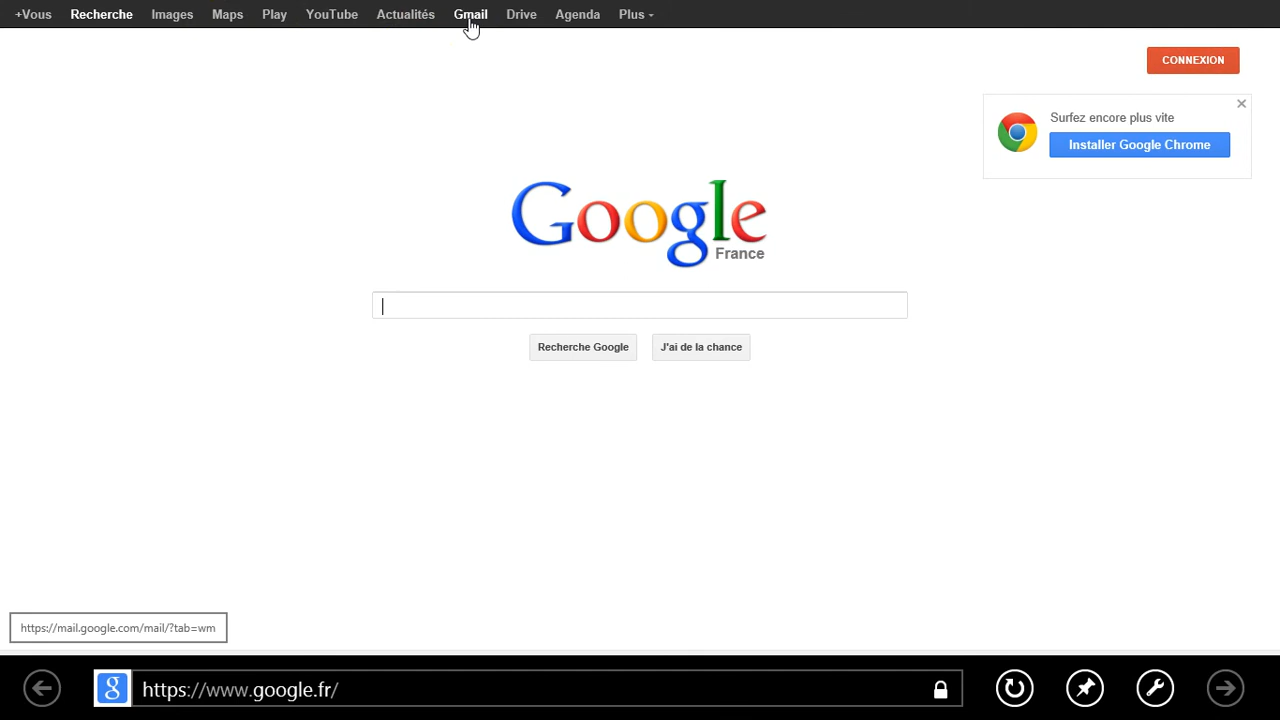 +Vous Recherche Images Maps Play YouTube Actualités Gmail Drive Agenda Plus
CONNEXION
Surfez encore plus vite
Installer Google Chrome
Google
France
Recherche Google J'ai de la chance
https://mail.google.com/mail/?tab=wm
g https://www.google.fr/